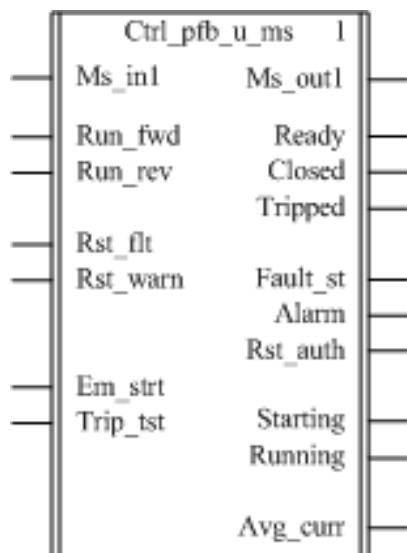 Ctrl_pfb_u_ms 1
Ms_in1 Ms_out1
Run_fwd Ready
Run_rev Closed
Tripped
Rst_flt
Rst_warn Fault_st
Alarm
Rst_auth
Em_strt
Trip_tst Starting
Running
Avg_curr